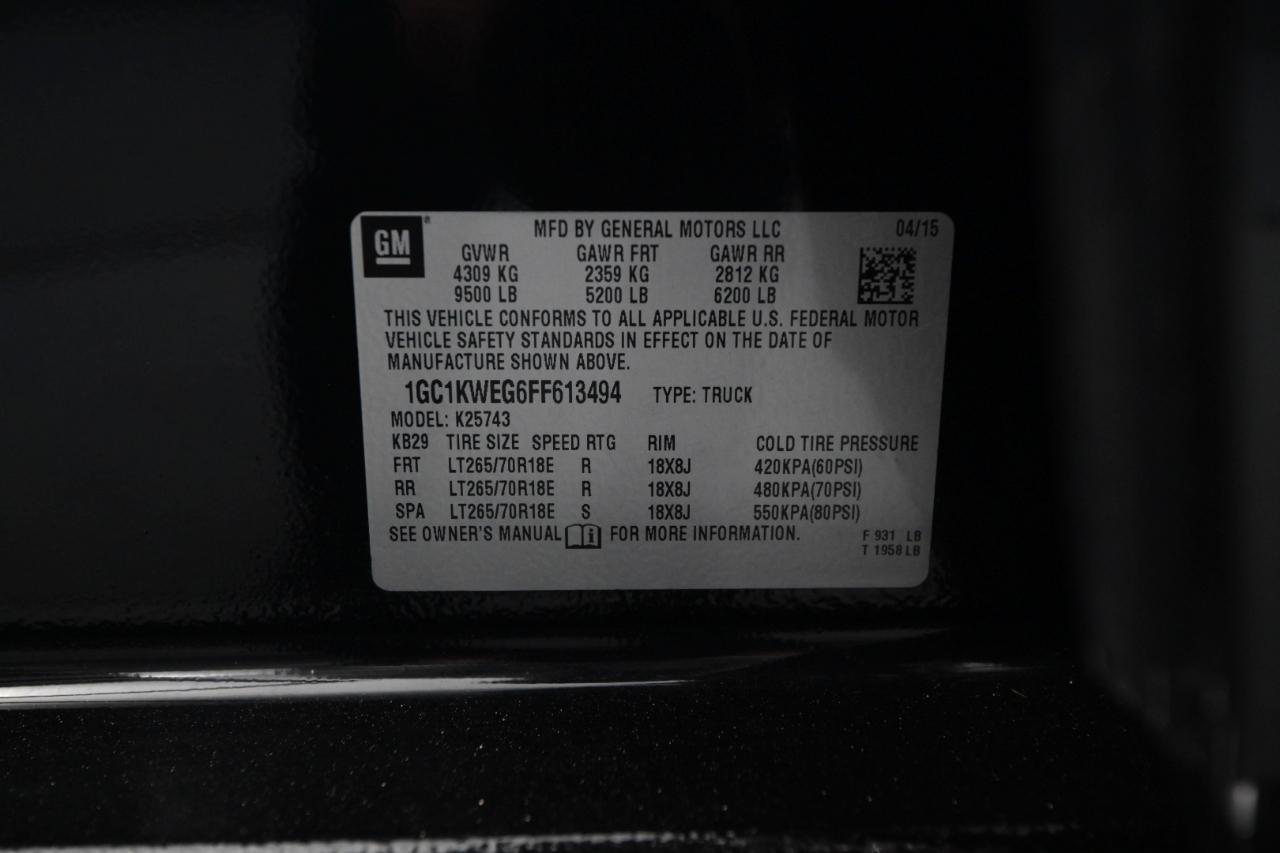 GM
MFD BY GENERAL MOTORS LLC 04/15
GVWR GAWR FRT GAWR RR
4309 KG 2359 KG 2812 KG
9500 LB 5200 LB 6200 LB
THIS VEHICLE CONFORMS TO ALL APPLICABLE U.S. FEDERAL MOTOR
VEHICLE SAFETY STANDARDS IN EFFECT ON THE DATE OF
MANUFACTURE SHOWN ABOVE.
1GC1KWEG6FF613494 TYPE: TRUCK
MODEL: K25743
KB29 TIRE SIZE SPEED RTG RIM COLD TIRE PRESSURE
FRT LT265/70R18E R 18X8J 420KPA(60PSI)
RR LT265/70R18E R 18X8J 480KPA(70PSI)
SPA LT265/70R18E S 18X8J 550KPA(80PSI)
SEE OWNER'S MANUAL i FOR MORE INFORMATION.
F 931 LB
T 1958 LB